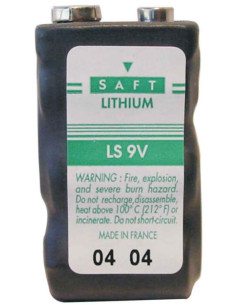 SAFT
LITHIUM
LS 9V
WARNING : Fire, explosion,
and severe burn hazard.
Do not recharge, disassemble,
heat above 100° C (212° F) or
incinerate. Do not short-circuit.
MADE IN FRANCE
04 04